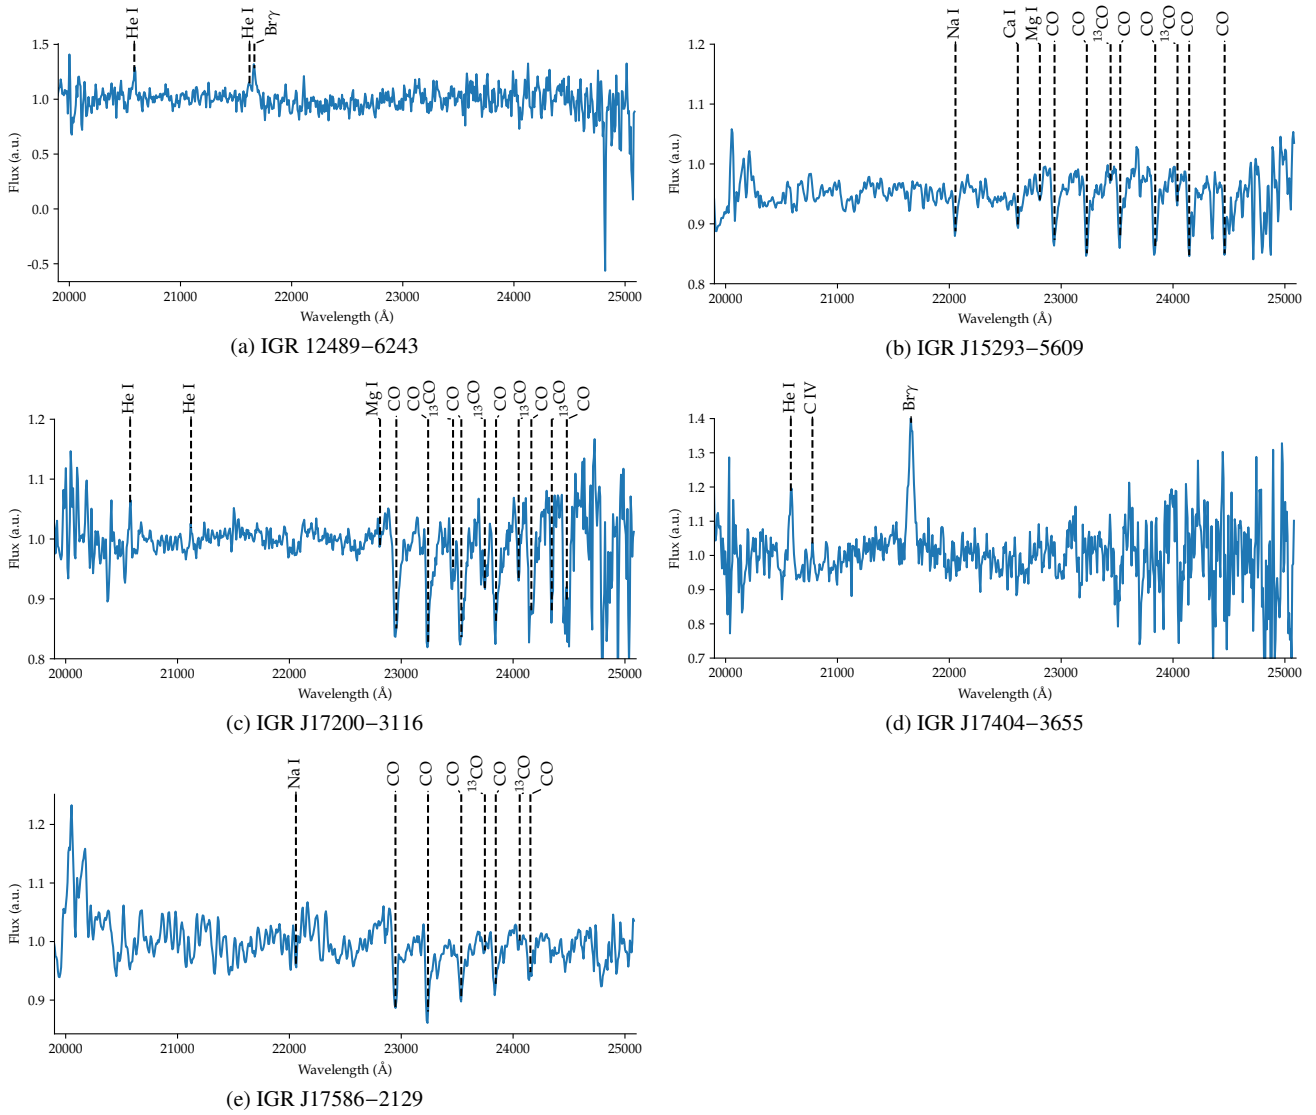 He I He I Brγ
1.5
1.0
0.5
0.0
-0.5
Flux (a.u.)
20000 21000 22000 23000 24000 25000
Wavelength (Å)
(a) IGR 12489−6243
Na I Ca I Mg I CO CO ¹³CO CO CO ¹³CO CO CO
1.2
1.1
1.0
0.9
0.8
Flux (a.u.)
20000 21000 22000 23000 24000 25000
Wavelength (Å)
(b) IGR J15293−5609
He I He I Mg I CO CO ¹³CO CO ¹³CO CO ¹³CO CO ¹³CO CO
1.2
1.1
1.0
0.9
0.8
Flux (a.u.)
20000 21000 22000 23000 24000 25000
Wavelength (Å)
(c) IGR J17200−3116
He I C IV Brγ
1.4
1.3
1.2
1.1
1.0
0.9
0.8
0.7
Flux (a.u.)
20000 21000 22000 23000 24000 25000
Wavelength (Å)
(d) IGR J17404−3655
Na I CO CO CO ¹³CO CO ¹³CO CO
1.2
1.1
1.0
0.9
Flux (a.u.)
20000 21000 22000 23000 24000 25000
Wavelength (Å)
(e) IGR J17586−2129